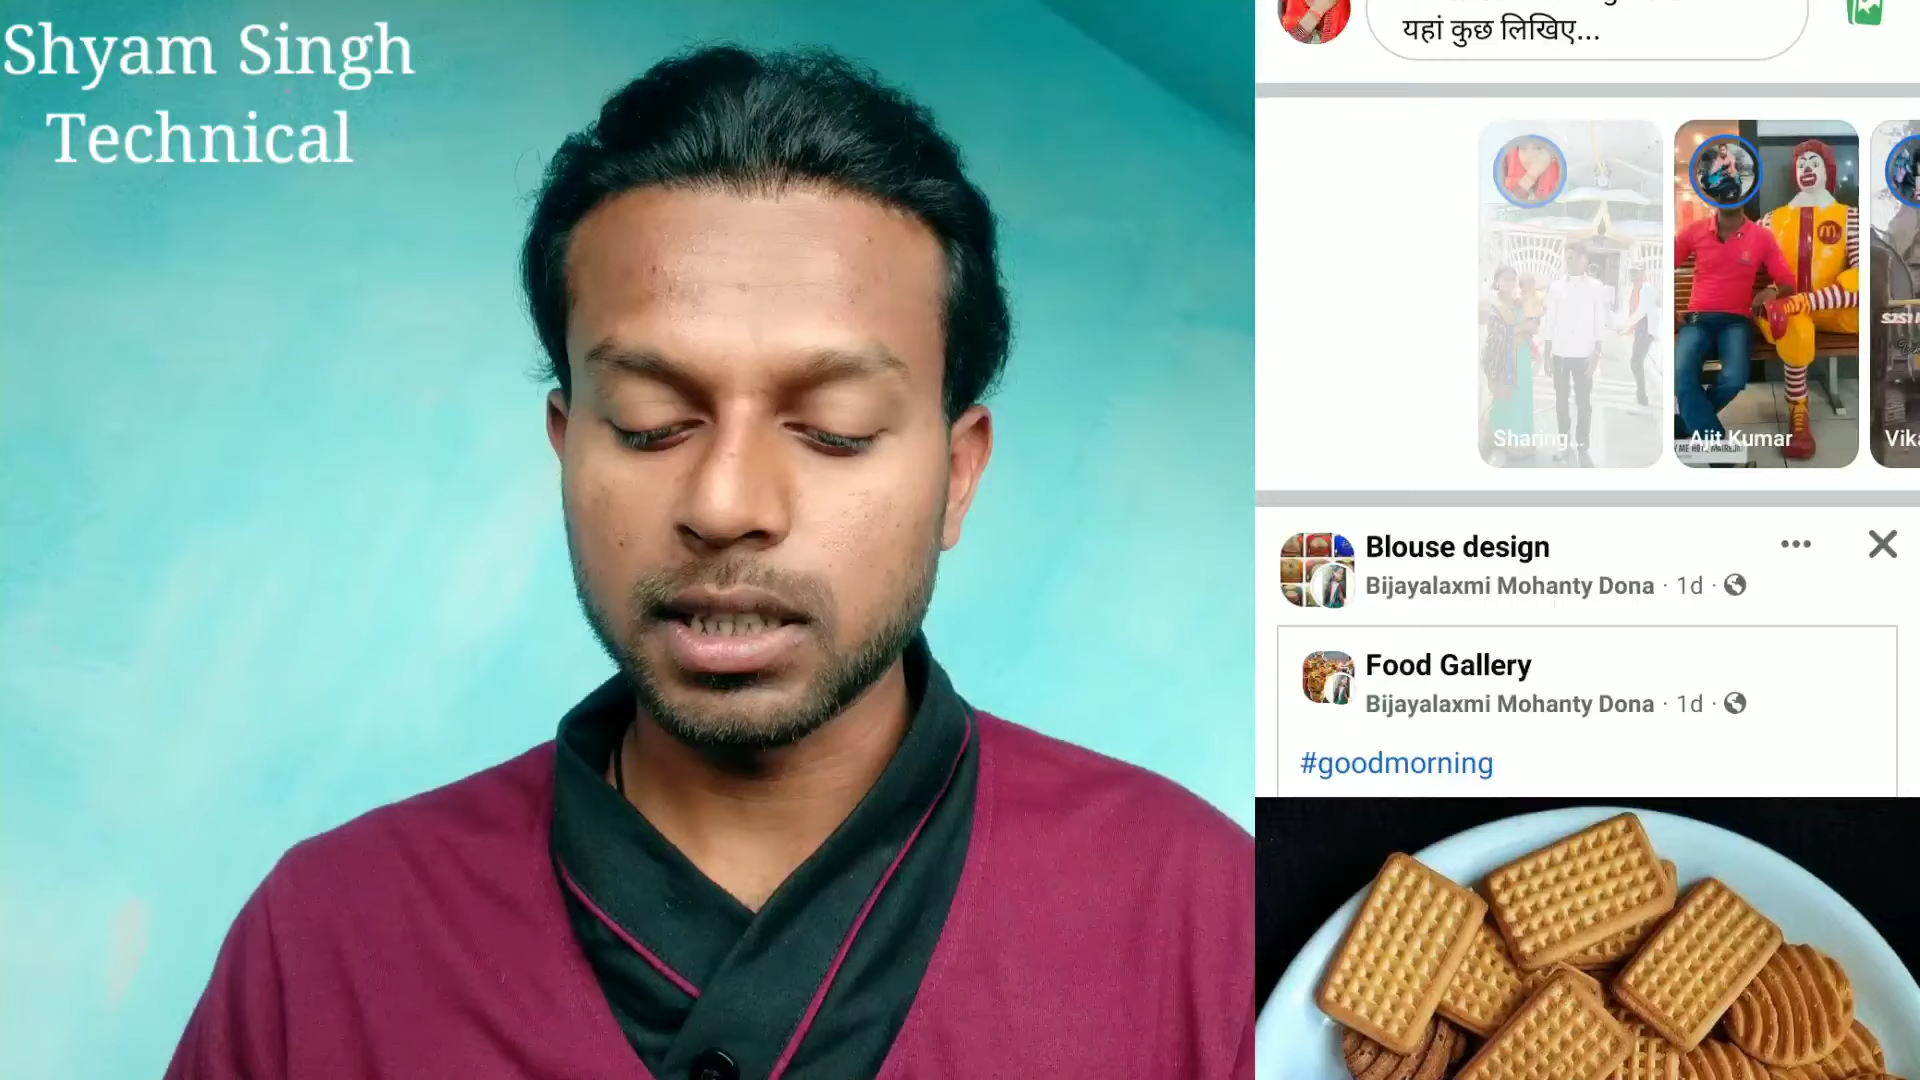 Shyam Singh
Technical
यहां कुछ लिखिए...
Sharing...
Ajit Kumar
Blouse design
Bijayalaxmi Mohanty Dona · 1d ·
Food Gallery
Bijayalaxmi Mohanty Dona · 1d ·
#goodmorning